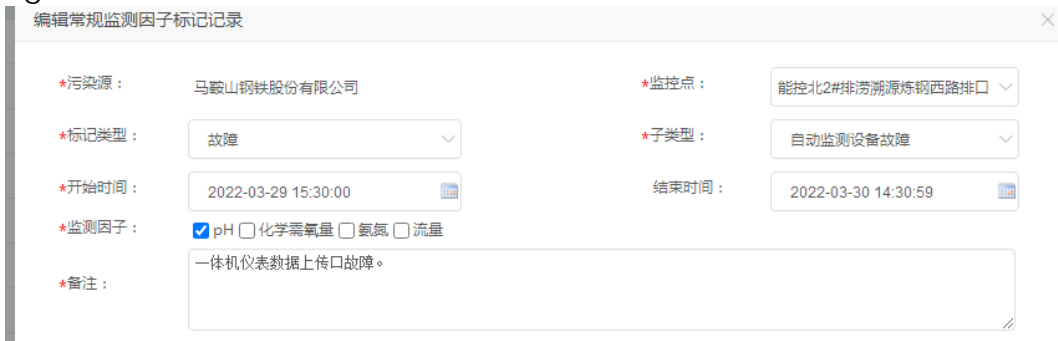 编辑常规监测因子标记记录
*污染源： 马鞍山钢铁股份有限公司 *监控点： 能控北2#排涝溯源炼钢西路排口
*标记类型： 故障 *子类型： 自动监测设备故障
*开始时间： 2022-03-29 15:30:00 结束时间： 2022-03-30 14:30:59
*监测因子： pH 化学需氧量 氨氮 流量
*备注： 一体机仪表数据上传口故障。